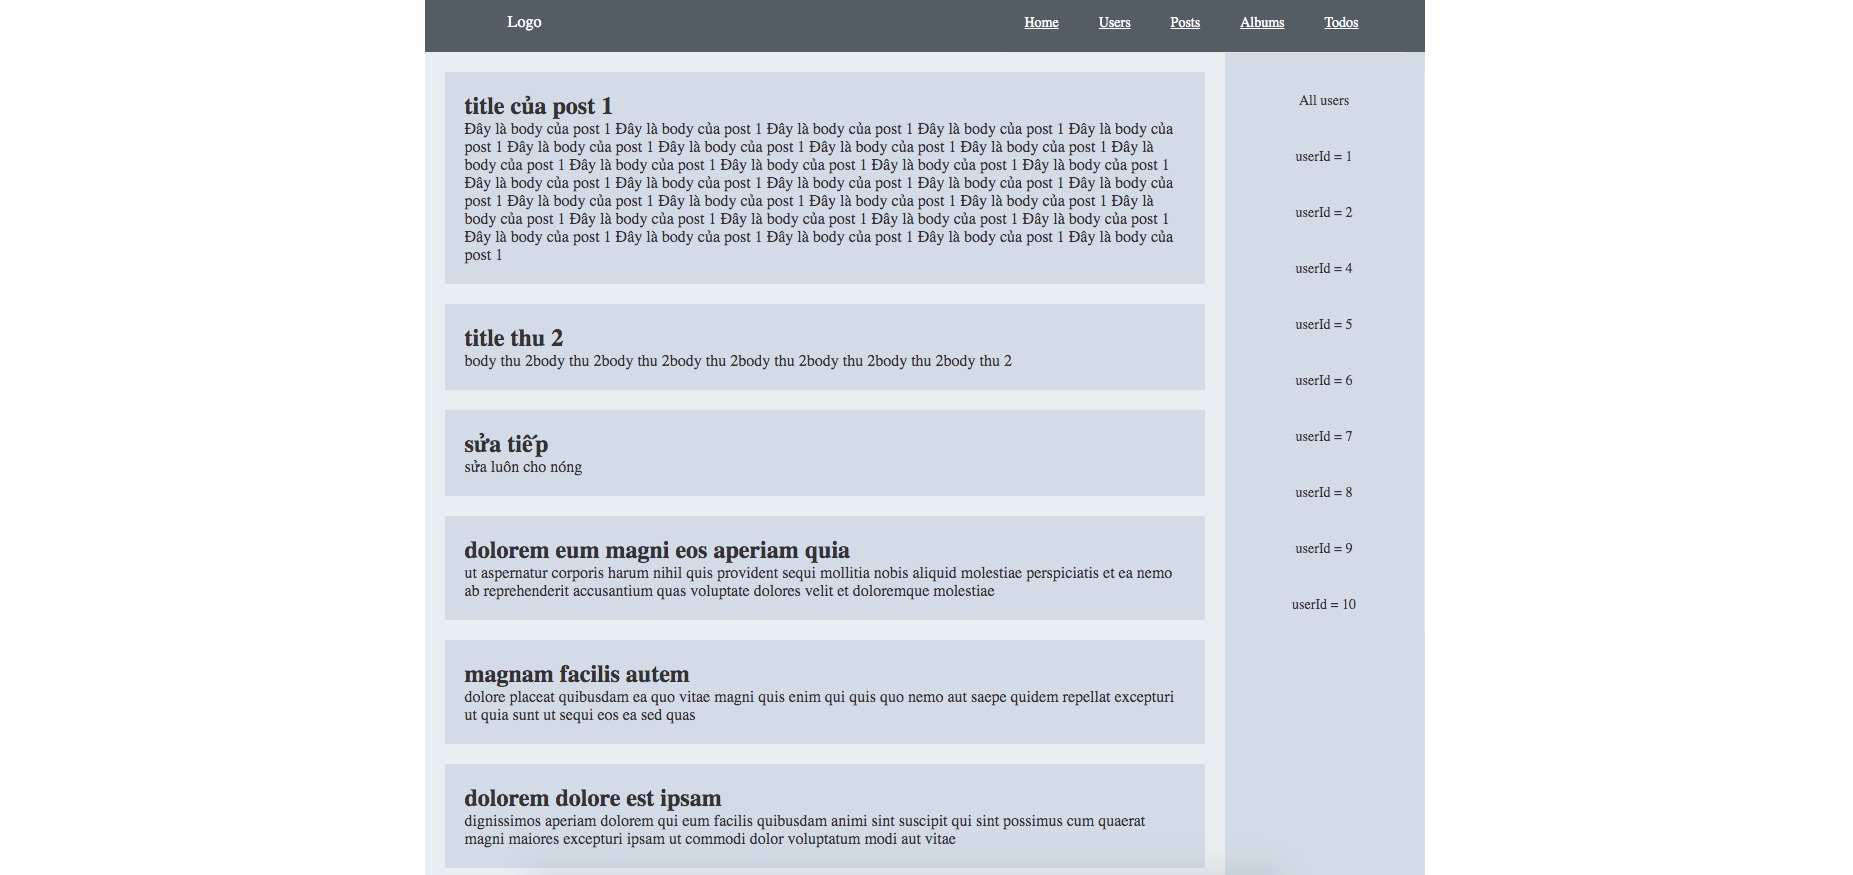 Logo
Home Users Posts Albums Todos
title của post 1
Đây là body của post 1 Đây là body của post 1 Đây là body của post 1 Đây là body của post 1 Đây là body của
post 1 Đây là body của post 1 Đây là body của post 1 Đây là body của post 1 Đây là body của post 1 Đây là
body của post 1 Đây là body của post 1 Đây là body của post 1 Đây là body của post 1 Đây là body của post 1
Đây là body của post 1 Đây là body của post 1 Đây là body của post 1 Đây là body của post 1 Đây là body của
post 1 Đây là body của post 1 Đây là body của post 1 Đây là body của post 1 Đây là body của post 1 Đây là
body của post 1 Đây là body của post 1 Đây là body của post 1 Đây là body của post 1 Đây là body của post 1
Đây là body của post 1 Đây là body của post 1 Đây là body của post 1 Đây là body của post 1 Đây là body của
post 1
title thu 2
body thu 2body thu 2body thu 2body thu 2body thu 2body thu 2body thu 2body thu 2
sửa tiếp
sửa luôn cho nóng
dolorem eum magni eos aperiam quia
ut aspernatur corporis harum nihil quis provident sequi mollitia nobis aliquid molestiae perspiciatis et ea nemo
ab reprehenderit accusantium quas voluptate dolores velit et doloremque molestiae
magnam facilis autem
dolore placeat quibusdam ea quo vitae magni quis enim qui quis quo nemo aut saepe quidem repellat excepturi
ut quia sunt ut sequi eos ea sed quas
dolorem dolore est ipsam
dignissimos aperiam dolorem qui eum facilis quibusdam animi sint suscipit qui sint possimus cum quaerat
magni maiores excepturi ipsam ut commodi dolor voluptatum modi aut vitae
All users
userId = 1
userId = 2
userId = 4
userId = 5
userId = 6
userId = 7
userId = 8
userId = 9
userId = 10